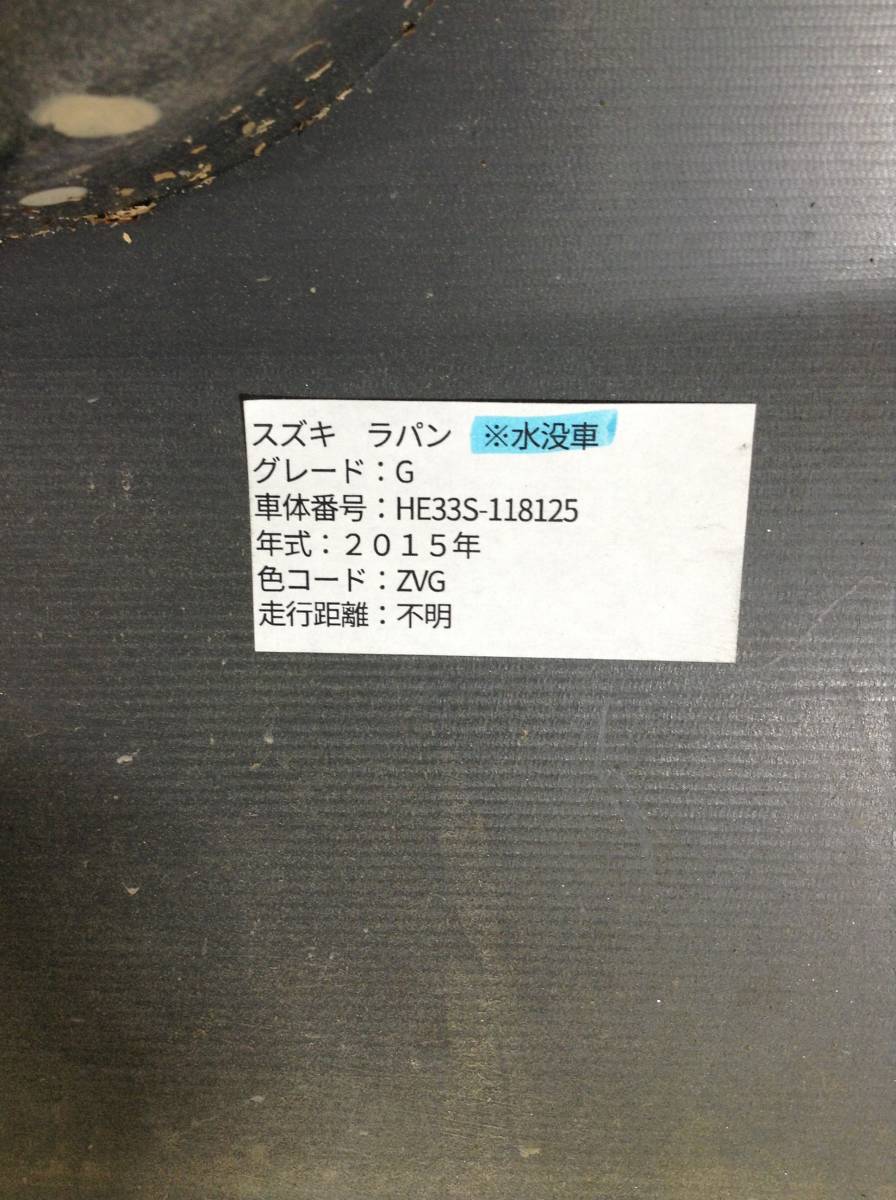 スズキ　ラパン　※水没車
グレード：G
車体番号：HE33S-118125
年式：２０１５年
色コード：ZVG
走行距離：不明